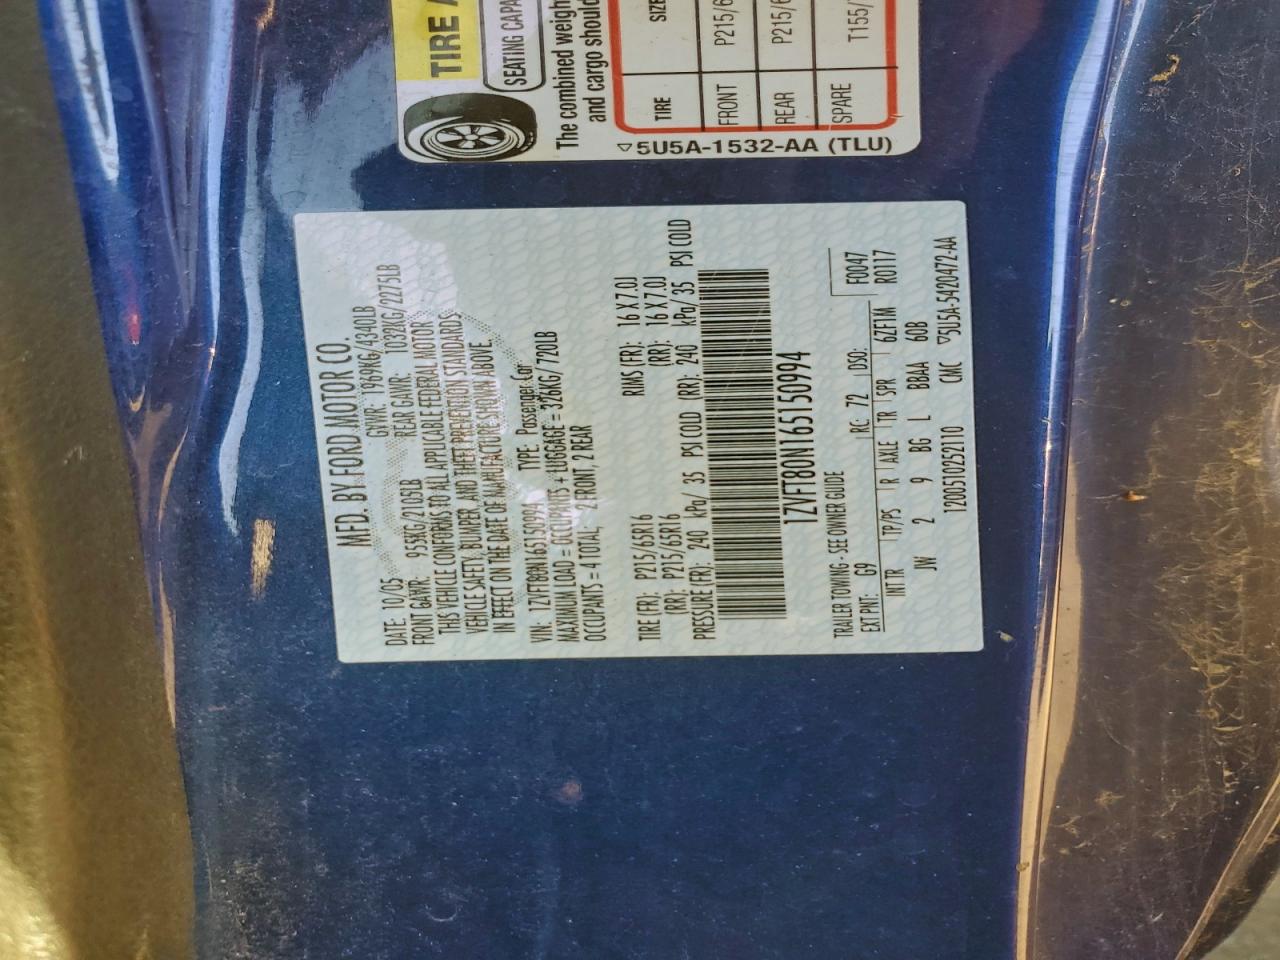 TIRE
SEATING CAPA
The combined weigh
and cargo shoul
TIRE SIZE
FRONT P215/6
REAR P215/6
SPARE T155/
5U5A-1532-AA (TLU)
MFD. BY FORD MOTOR CO.
DATE: 10/05 GVWR: 1969KG/4340LB
FRONT GAWR: 955KG/2105LB REAR GAWR: 1032KG/2275LB
THIS VEHICLE CONFORMS TO ALL APPLICABLE FEDERAL MOTOR
VEHICLE SAFETY, BUMPER, AND THEFT PREVENTION STANDARDS
IN EFFECT ON THE DATE OF MANUFACTURE SHOWN ABOVE.
VIN: 1ZVFT80N165150994 TYPE: Passenger Car
MAXIMUM LOAD = OCCUPANTS + LUGGAGE = 326KG/720LB
OCCUPANTS = 4 TOTAL: 2 FRONT, 2 REAR
TIRE (FR): P215/65R16 RIMS (FR): 16 X 7.0J
(RR): P215/65R16 (RR): 16 X 7.0J
PRESSURE (FR): 240 kPa/ 35 PSI COLD (RR): 240 kPa/ 35 PSI COLD
1ZVFT80N165150994
TRAILER TOWING - SEE OWNER GUIDE F0047
EXT PNT: G9 RC: 72 DSO: R0117
INT TR TP/PS R AXLE TR SPR 6ZFTM
JW 2 9 BG L BBAA 60B
1200510252110 CMC 5U5A-5420472-AA